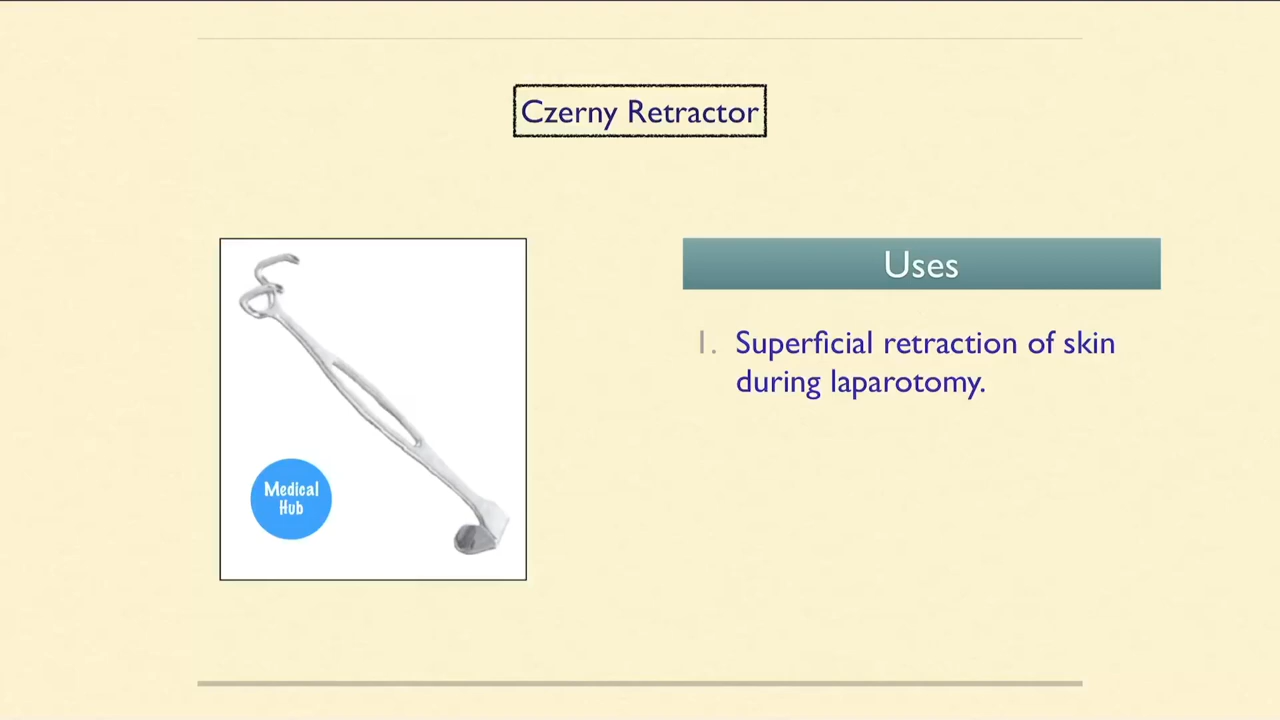 Czerny Retractor
Medical
Hub
Uses
1. Superficial retraction of skin
during laparotomy.